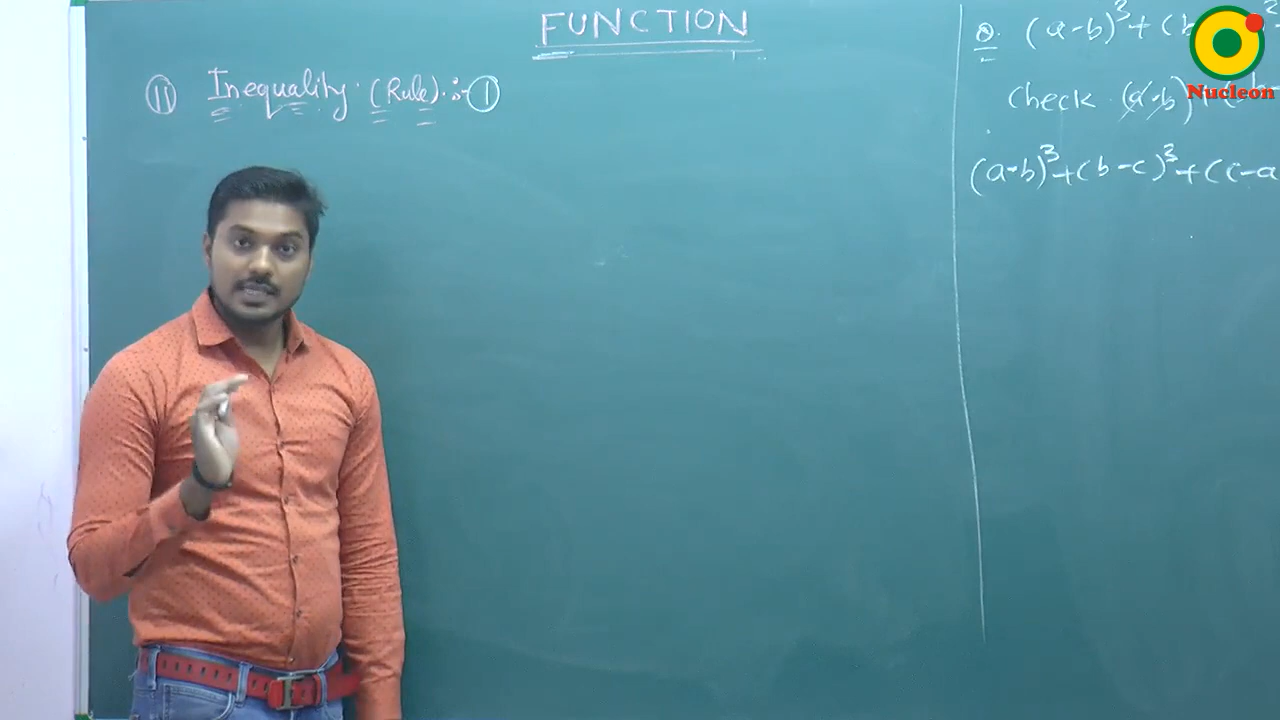 FUNCTION
⑪ Inequality (Rule) :- ①
Q. (a-b)³ + (b
Nucleon
check (a-b) + (b-
(a-b)³ + (b-c)³ + (c-a